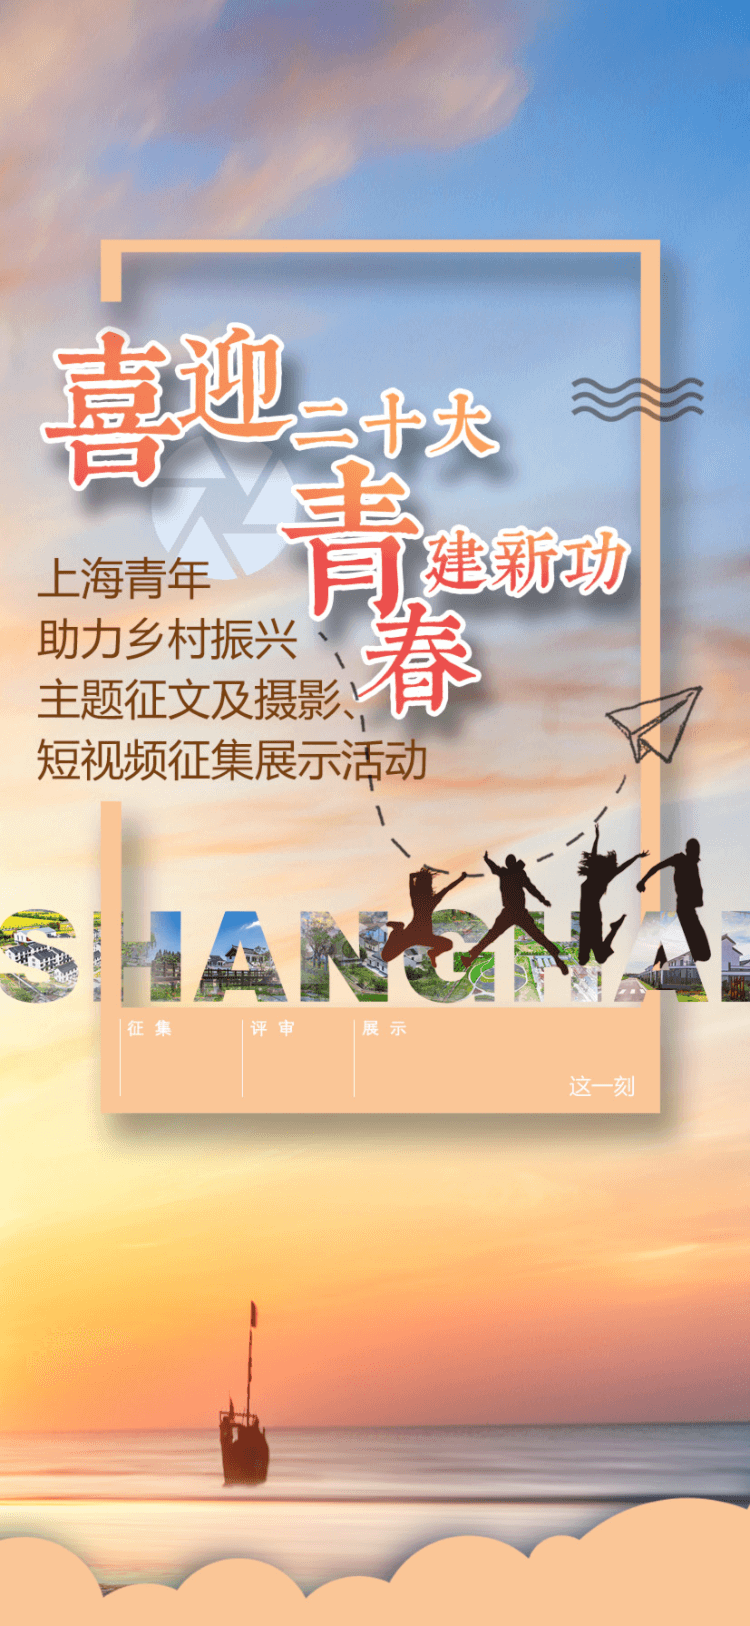 喜迎二十大
青春建新功
上海青年
助力乡村振兴
主题征文及摄影、
短视频征集展示活动
SHANGHAI
征集 评审 展示
这一刻